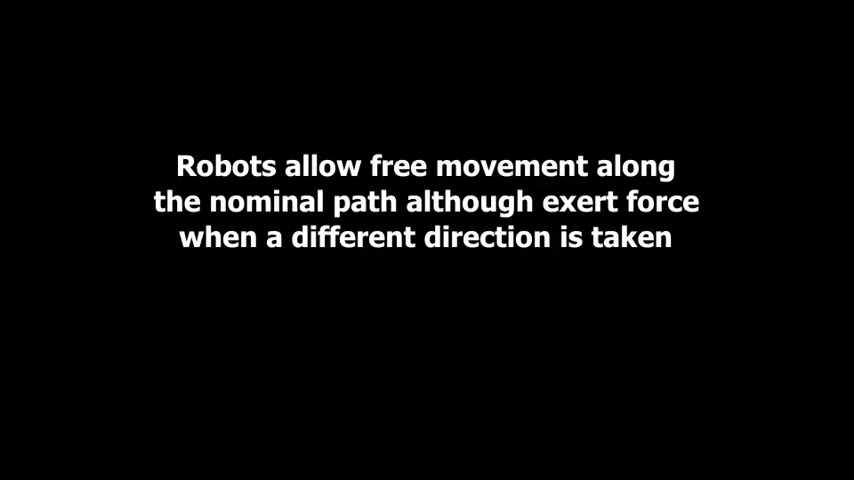 Robots allow free movement along
the nominal path although exert force
when a different direction is taken